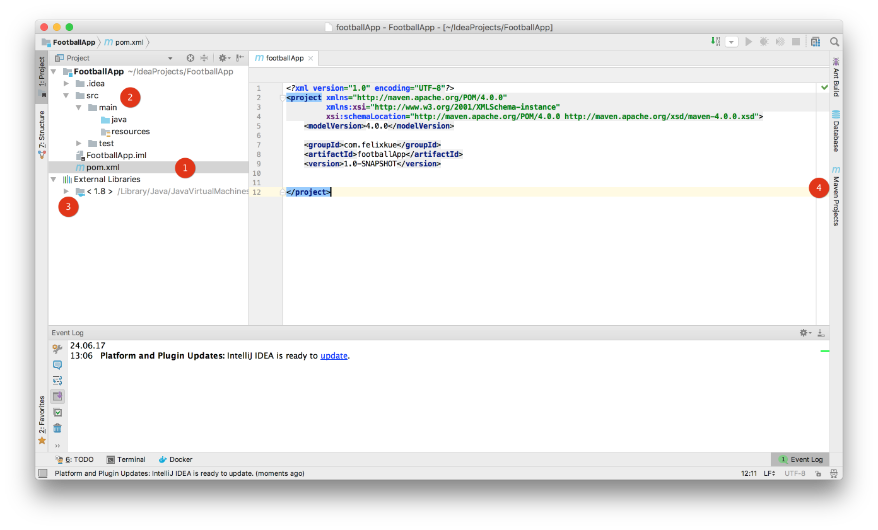 footballApp - FootballApp - [~/IdeaProjects/FootballApp]
FootballApp
pom.xml
Project
footballApp
1: Project
FootballApp ~/IdeaProjects/FootballApp
.idea
src
2
main
java
resources
test
FootballApp.iml
pom.xml
1
External Libraries
< 1.8 > /Library/Java/JavaVirtualMachines
3
7: Structure
2: Favorites
1 <?xml version="1.0" encoding="UTF-8"?>
2 <project xmlns="http://maven.apache.org/POM/4.0.0"
3 xmlns:xsi="http://www.w3.org/2001/XMLSchema-instance"
4 xsi:schemaLocation="http://maven.apache.org/POM/4.0.0 http://maven.apache.org/xsd/maven-4.0.0.xsd">
5 <modelVersion>4.0.0</modelVersion>
6
7 <groupId>com.felixkue</groupId>
8 <artifactId>footballApp</artifactId>
9 <version>1.0-SNAPSHOT</version>
10
11
12 </project>
Ant Build
Database
Maven Projects
4
Event Log
24.06.17
13:06 Platform and Plugin Updates: IntelliJ IDEA is ready to update.
6: TODO
Terminal
Docker
1 Event Log
Platform and Plugin Updates: IntelliJ IDEA is ready to update. (moments ago)
12:11 LF UTF-8